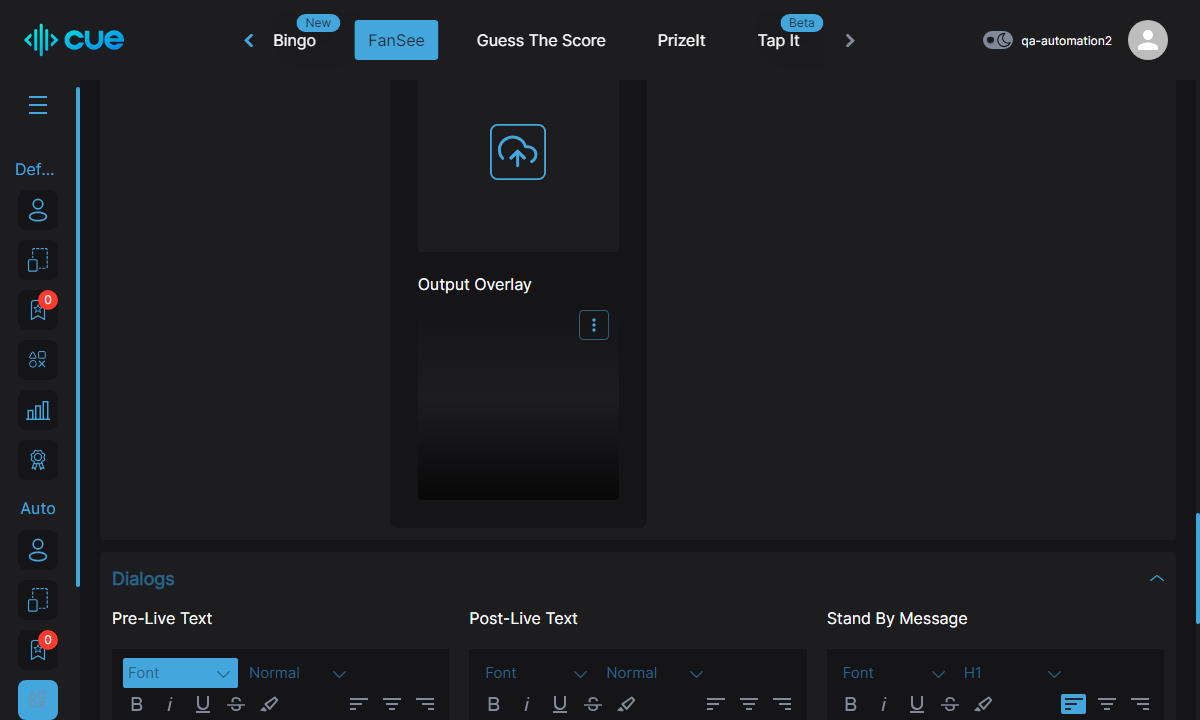 cue
New
Beta
Bingo
FanSee
Guess The Score
PrizeIt
Tap It
qa-automation2
Def...
0
Auto
0
Output Overlay
Dialogs
Pre-Live Text
Post-Live Text
Stand By Message
Font
Normal
Font
Normal
Font
H1
B i U S
B i U S
B i U S